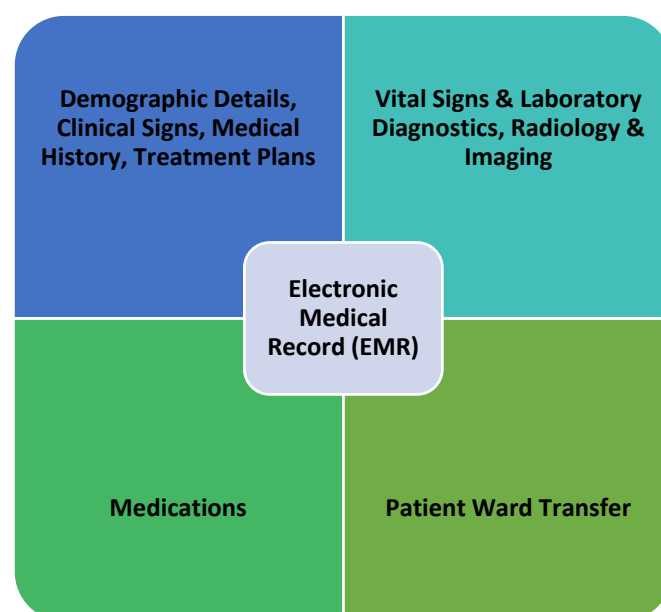 Demographic Details,
Clinical Signs, Medical
History, Treatment Plans
Vital Signs & Laboratory
Diagnostics, Radiology &
Imaging
Electronic
Medical
Record (EMR)
Medications
Patient Ward Transfer